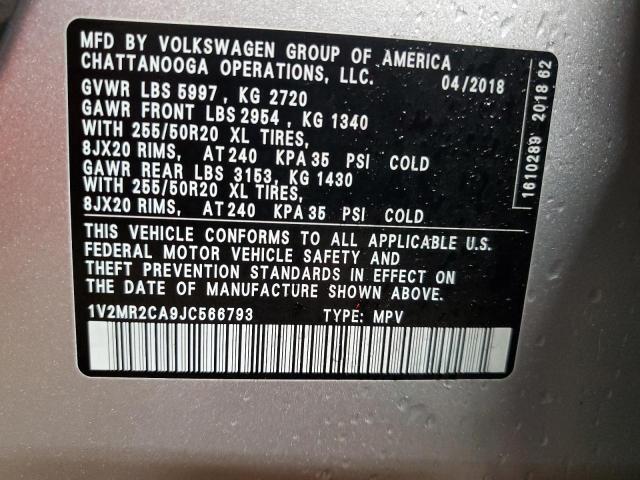 MFD BY VOLKSWAGEN GROUP OF AMERICA
CHATTANOOGA OPERATIONS, LLC.
04/2018
GVWR LBS 5997 , KG 2720
GAWR FRONT LBS 2954 , KG 1340
WITH 255/50R20 XL TIRES,
8JX20 RIMS, AT 240 KPA 35 PSI COLD
GAWR REAR LBS 3153, KG 1430
WITH 255/50R20 XL TIRES,
8JX20 RIMS, AT 240 KPA 35 PSI COLD
THIS VEHICLE CONFORMS TO ALL APPLICABLE U.S.
FEDERAL MOTOR VEHICLE SAFETY AND
THEFT PREVENTION STANDARDS IN EFFECT ON
THE DATE OF MANUFACTURE SHOWN ABOVE.
1V2MR2CA9JC566793 TYPE: MPV
1610289 2018 62